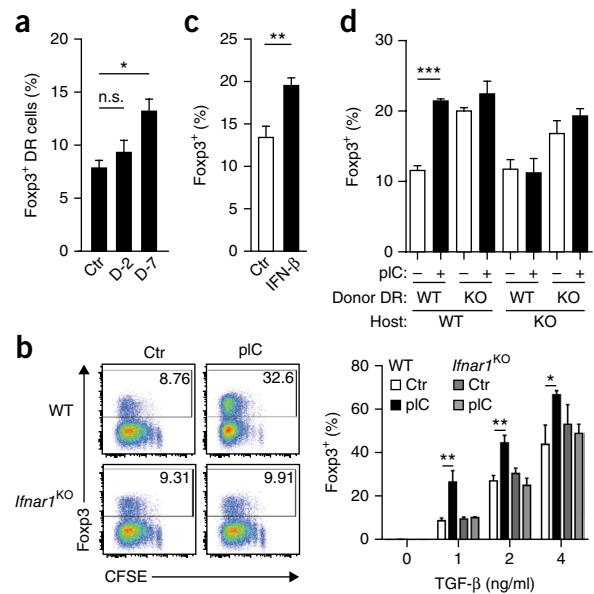 a
Foxp3+ DR cells (%)
20
15
10
5
0
n.s.
*
Ctr
D-2
D-7
c
Foxp3+ (%)
25
20
15
10
5
0
**
Ctr
IFN-β
d
Foxp3+ (%)
30
20
10
0
***
pIC: – + – + – + – +
Donor DR: WT KO WT KO
Host: WT KO
b
Ctr pIC
WT
8.76
32.6
Ifnar1KO
9.31
9.91
Foxp3
CFSE
WT Ifnar1KO
Ctr Ctr
pIC pIC
Foxp3+ (%)
80
60
40
20
0
**
**
*
0 1 2 4
TGF-β (ng/ml)